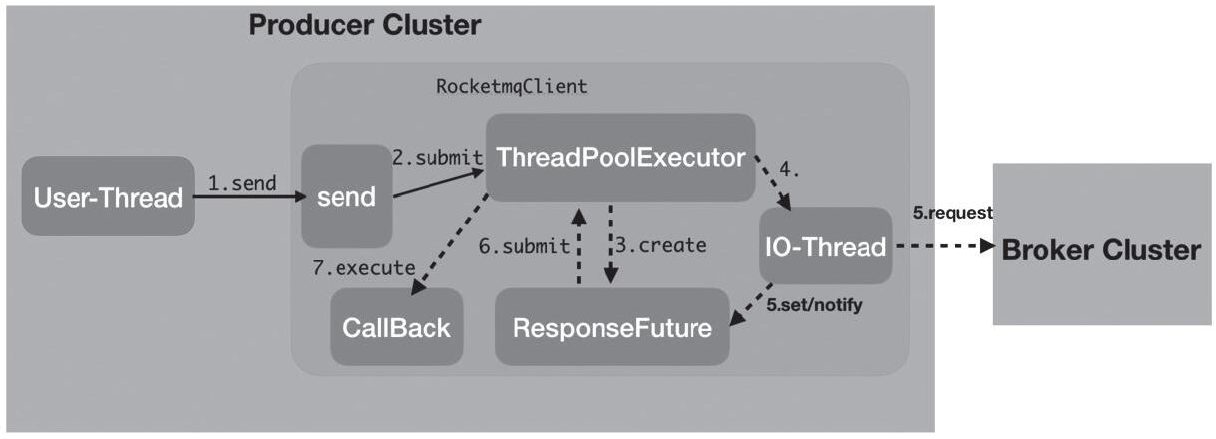 Producer Cluster
RocketmqClient
User-Thread
1.send
send
2.submit
ThreadPoolExecutor
4.
IO-Thread
5.request
Broker Cluster
6.submit
3.create
7.execute
5.set/notify
CallBack
ResponseFuture